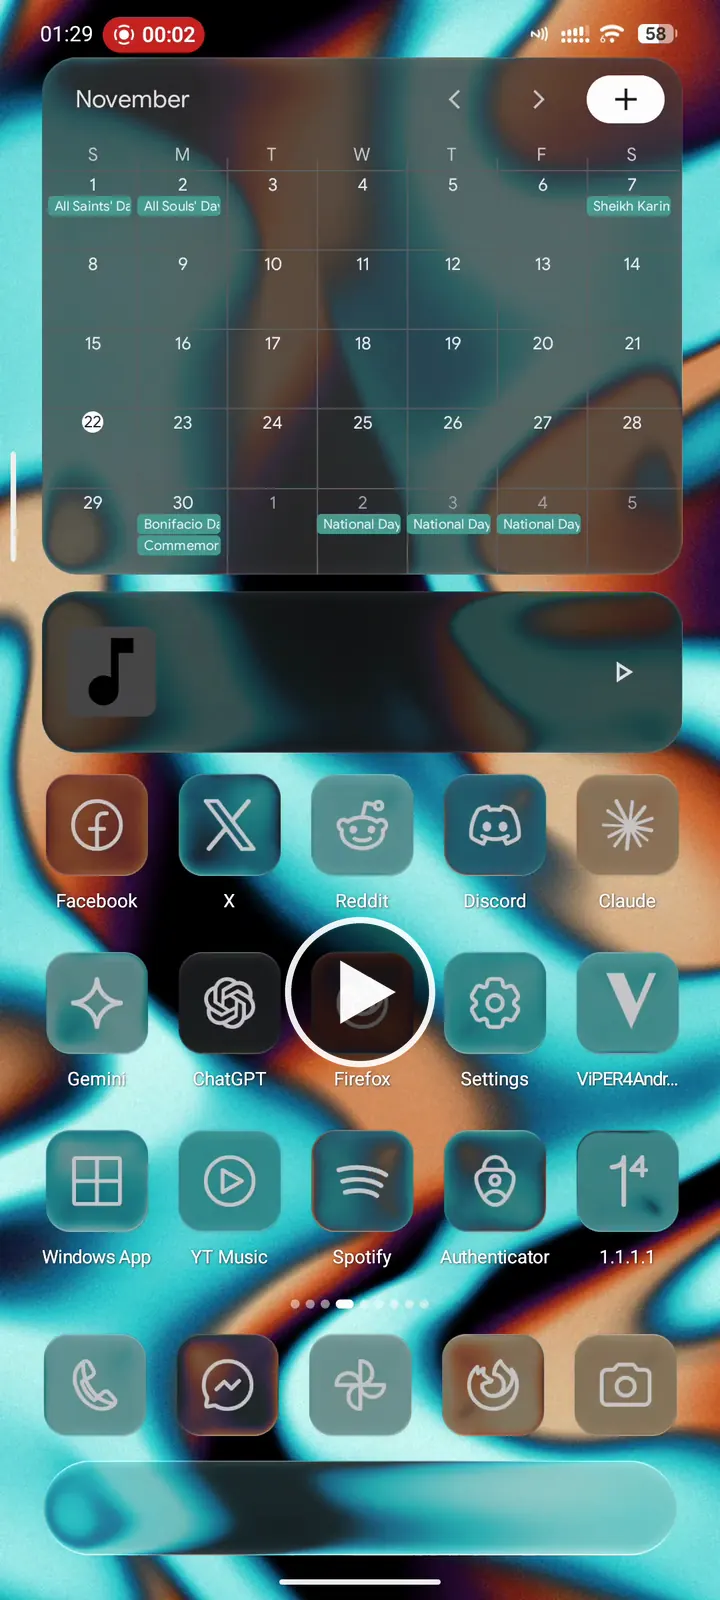 01:29 00:02 58
November
S M T W T F S
1 2 3 4 5 6 7
All Saints' Da All Souls' Day Sheikh Karin
8 9 10 11 12 13 14
15 16 17 18 19 20 21
22 23 24 25 26 27 28
29 30 1 2 3 4 5
Bonifacio Da National Day National Day National Day
Commemor
Facebook X Reddit Discord Claude
Gemini ChatGPT Firefox Settings ViPER4Andr...
1⁴
Windows App YT Music Spotify Authenticator 1.1.1.1